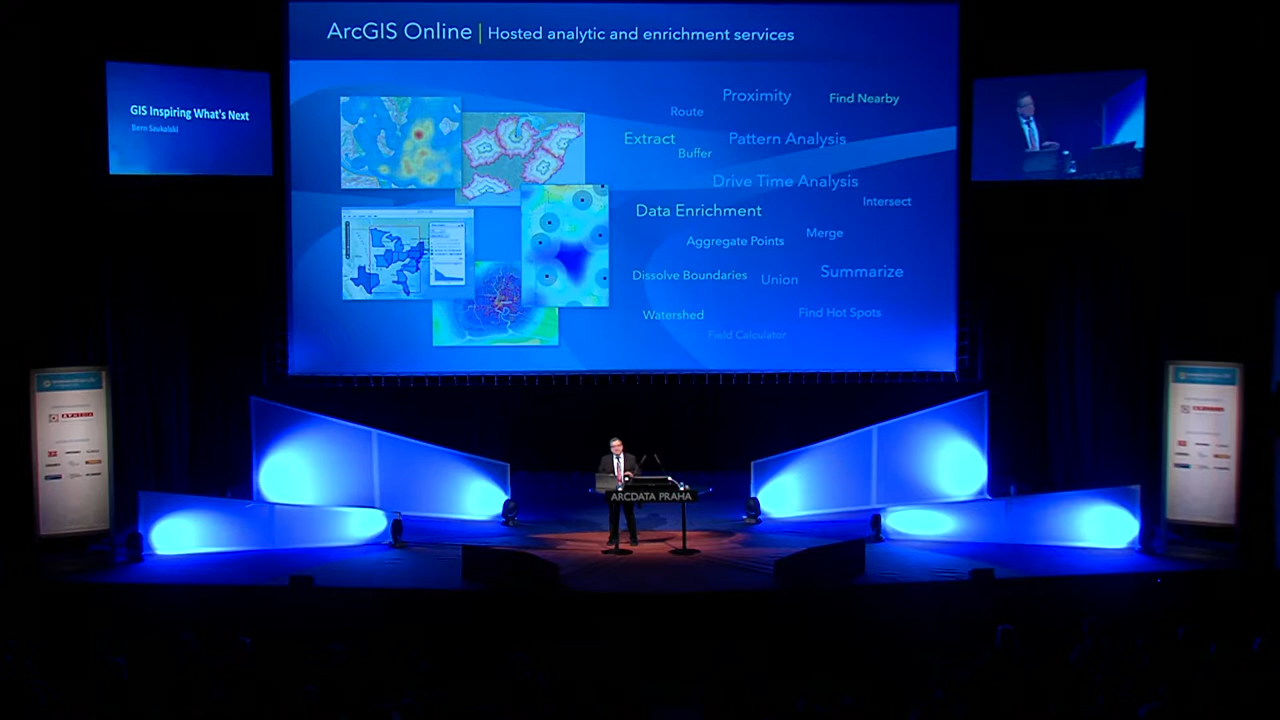 ArcGIS Online | Hosted analytic and enrichment services
GIS Inspiring What's Next
Bern Szukalski
Proximity
Find Nearby
Route
Extract
Pattern Analysis
Buffer
Drive Time Analysis
Intersect
Data Enrichment
Merge
Aggregate Points
Summarize
Dissolve Boundaries
Union
Watershed
Find Hot Spots
Field Calculator
ARCDATA PRAHA